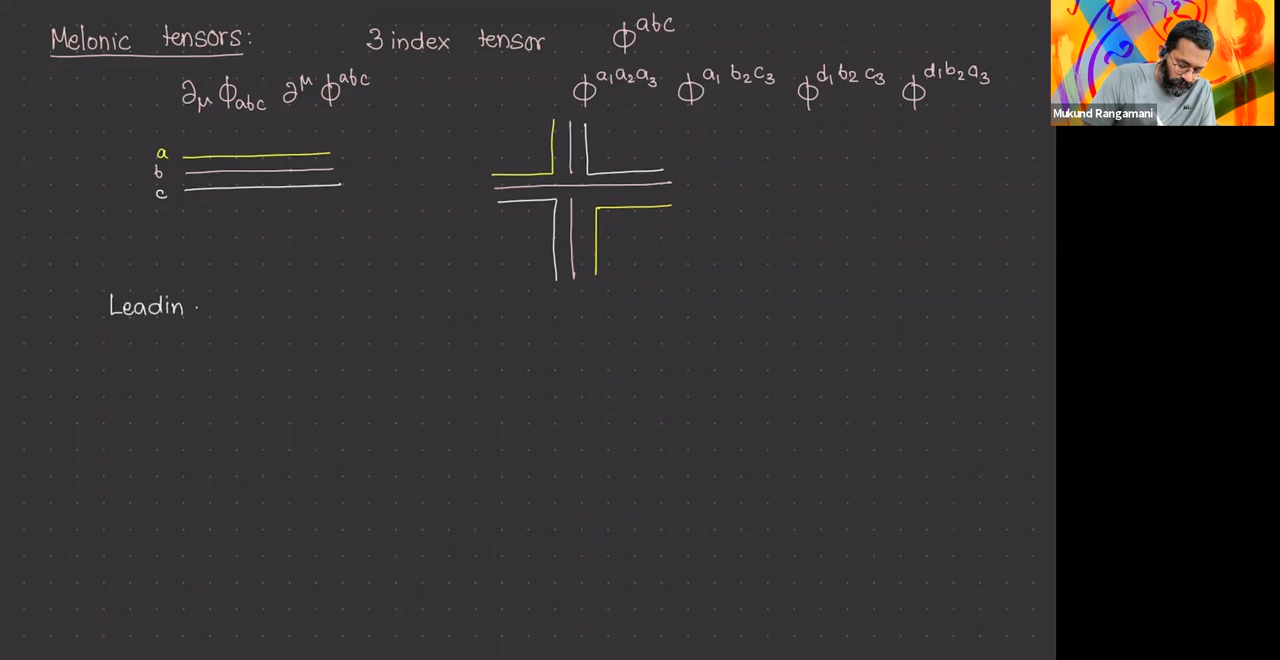 Melonic tensors: 3 index tensor ϕ^{abc}
∂_μ ϕ_{abc} ∂^μ ϕ^{abc} ϕ^{a_1 a_2 a_3} ϕ^{a_1 b_2 c_3} ϕ^{d_1 b_2 c_3} ϕ^{d_1 b_2 a_3}
Mukund Rangamani
a
b
c
Leadin